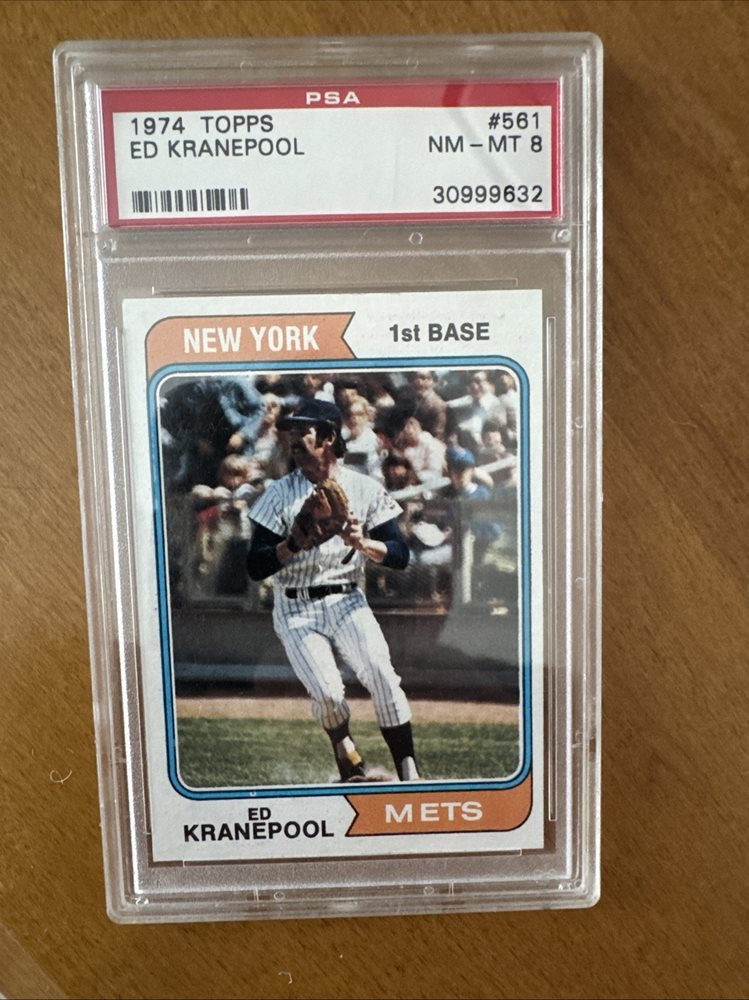 PSA
1974 TOPPS #561
ED KRANEPOOL NM-MT 8
30999632
NEW YORK 1st BASE
ED
KRANEPOOL METS